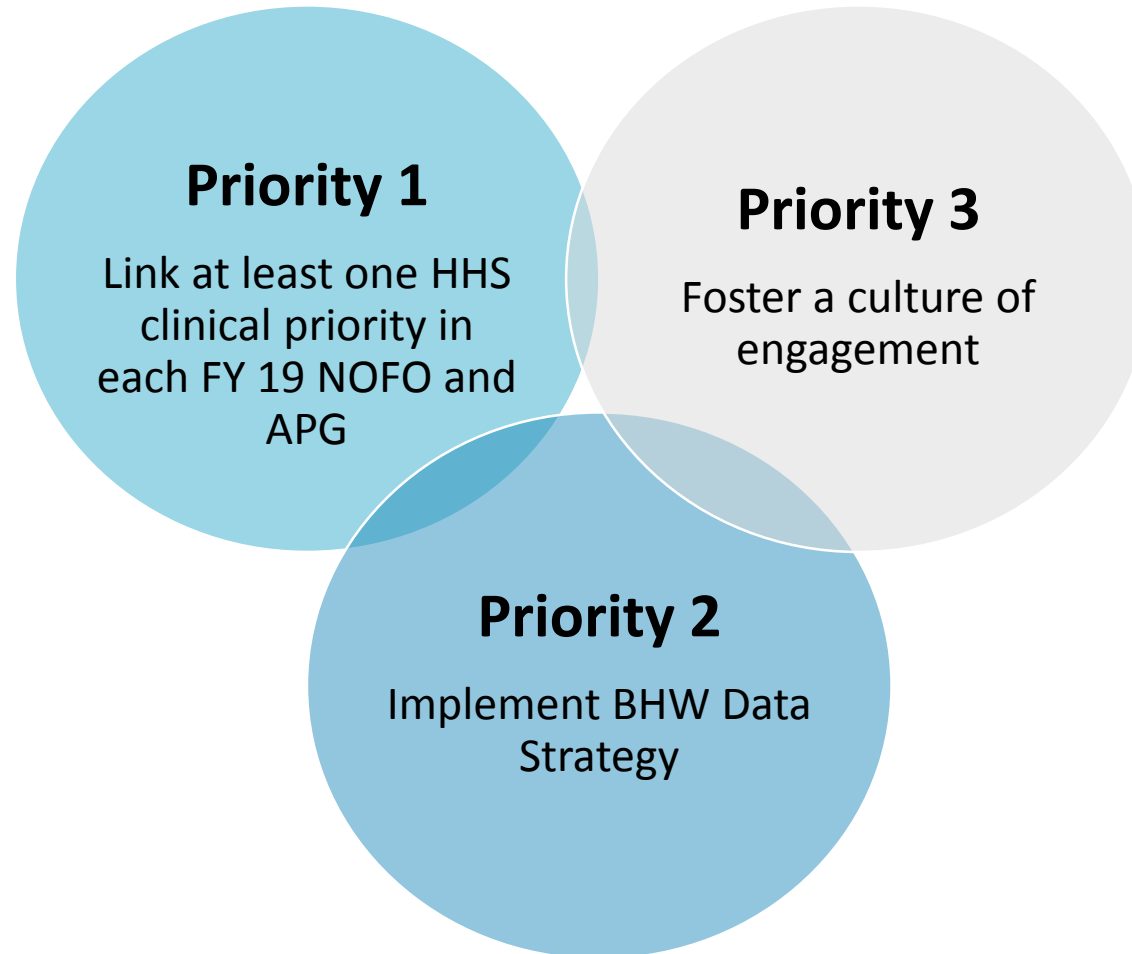 Priority 1
Link at least one HHS
clinical priority in
each FY 19 NOFO and
APG
Priority 3
Foster a culture of
engagement
Priority 2
Implement BHW Data
Strategy